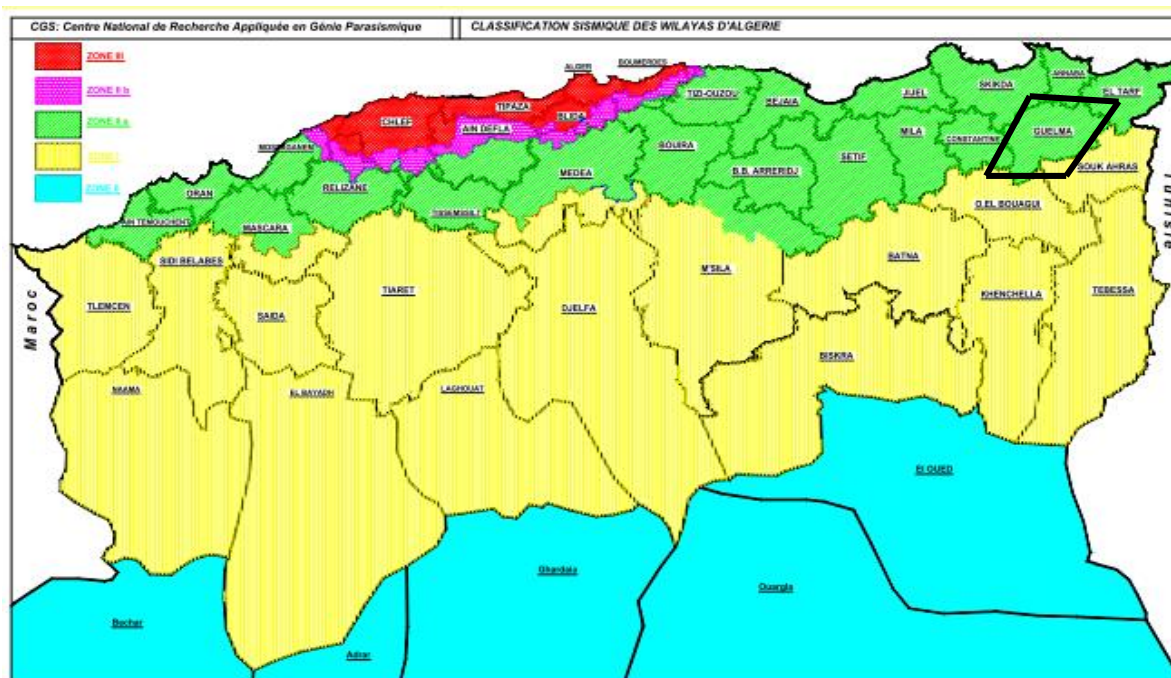 CGS: Centre National de Recherche Appliquée en Génie Parasismique
CLASSIFICATION SISMIQUE DES WILAYAS D'ALGERIE
ZONE III
ZONE II b
ZONE II a
ZONE I
ZONE 0
ALGER
BOUMERDES
TIPAZA
CHLEF
BLIDA
AIN DEFLA
TIZI-OUZOU
BEJAIA
JIJEL
SKIKDA
ANNABA
EL TARF
GUELMA
CONSTANTINE
MILA
SETIF
BOUIRA
B.B. ARRERIDJ
MEDEA
MOSTAGANEM
RELIZANE
ORAN
AIN TEMOUCHENT
MASCARA
TISSEMSILT
SOUK AHRAS
O.EL BOUAGUI
SIDI BELABES
TLEMCEN
SAIDA
TIARET
DJELFA
M'SILA
BATNA
KHENCHELLA
TEBESSA
BISKRA
NAAMA
EL BAYADH
LAGHOUAT
El OUED
Ghardaia
Ouargla
Bechar
Adrar
Maroc
Tunisie